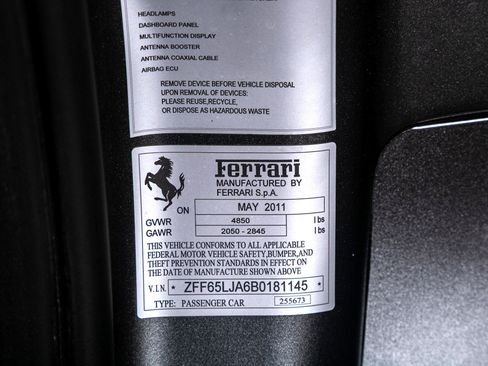 HEADLAMPS
DASHBOARD PANEL
MULTIFUNCTION DISPLAY
ANTENNA BOOSTER
ANTENNA COAXIAL CABLE
AIRBAG ECU
REMOVE DEVICE BEFORE VEHICLE DISPOSAL
UPON REMOVAL OF DEVICES:
PLEASE REUSE,RECYCLE,
OR DISPOSE AS HAZARDOUS WASTE
Ferrari
MANUFACTURED BY
FERRARI S.p.A.
ON MAY 2011
GVWR 4850 lbs
GAWR 2050 - 2845 lbs
THIS VEHICLE CONFORMS TO ALL APPLICABLE
FEDERAL MOTOR VEHICLE SAFETY,BUMPER,AND
THEFT PREVENTION STANDARDS IN EFFECT ON
THE DATE OF MANUFACTURE SHOWN ABOVE
V.I.N. * ZFF65LJA6B0181145 *
TYPE: PASSENGER CAR 255673